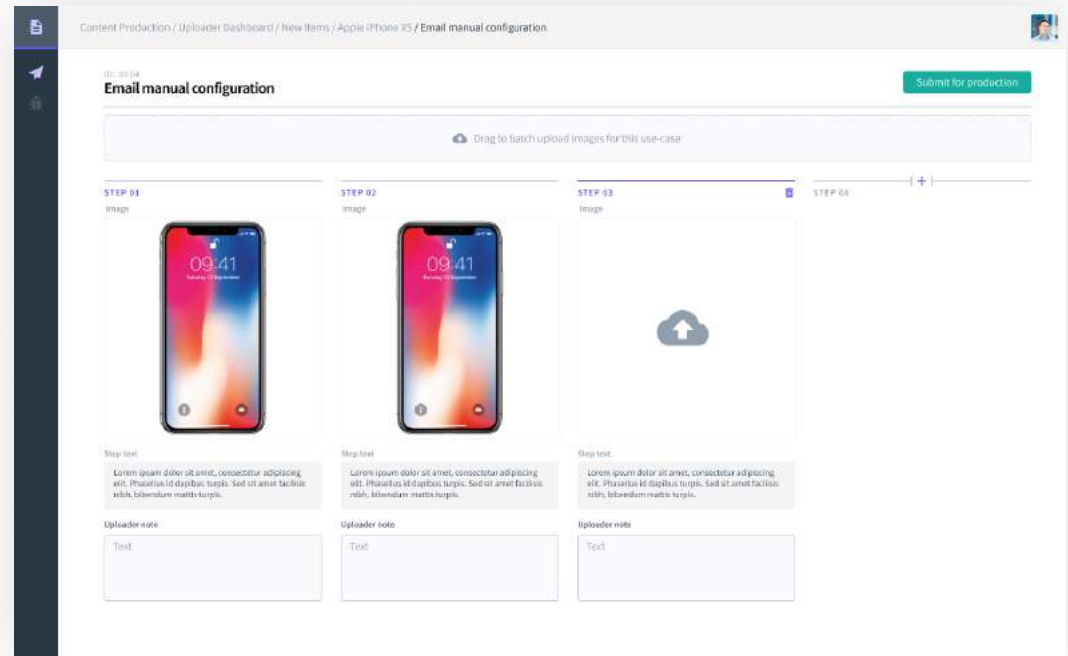 Content Production / Uploader Dashboard / New Items / Apple iPhone XS / Email manual configuration
ID: 0004
Email manual configuration
Submit for production
Drag to batch upload images for this use-case
STEP 01
Image
09:41
Tuesday, 12 September
Step text
Lorem ipsum dolor sit amet, consectetur adipiscing
elit. Phasellus id dapibus turpis. Sed sit amet facilisis
nibh, bibendum mattis turpis.
Uploader note
Text
STEP 02
Image
09:41
Step text
Lorem ipsum dolor sit amet, consectetur adipiscing
elit. Phasellus id dapibus turpis. Sed sit amet facilisis
nibh, bibendum mattis turpis.
Uploader note
Text
STEP 03
Image
Step text
Lorem ipsum dolor sit amet, consectetur adipiscing
elit. Phasellus id dapibus turpis. Sed sit amet facilisis
nibh, bibendum mattis turpis.
Uploader note
Text
STEP 04